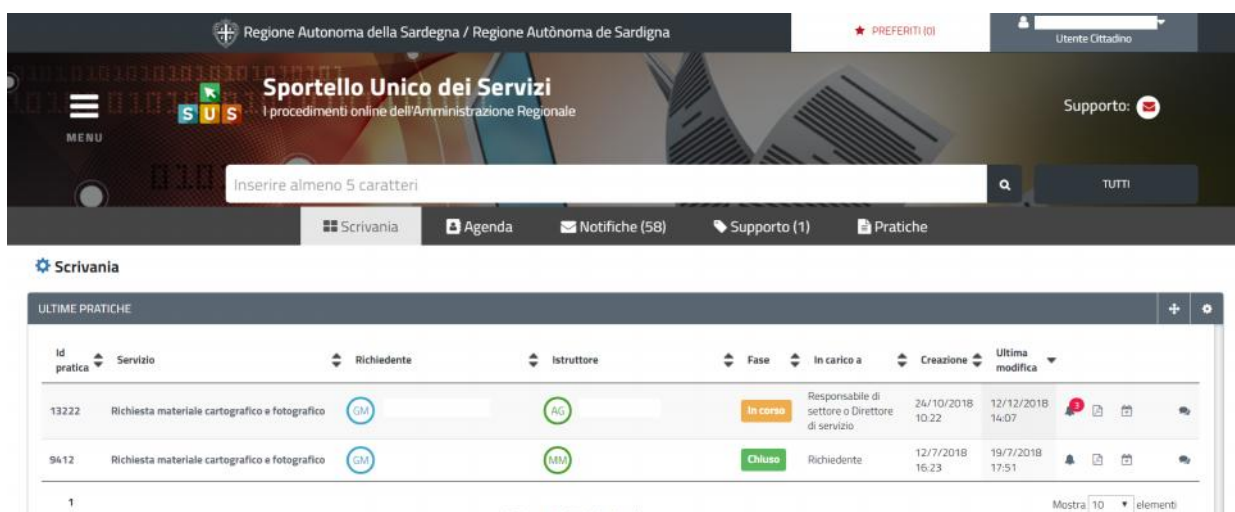 Regione Autonoma della Sardegna / Regione Autònoma de Sardigna
PREFERITI (0)
Utente Cittadino
MENU
SUS
Sportello Unico dei Servizi
I procedimenti online dell'Amministrazione Regionale
Supporto:
Inserire almeno 5 caratteri
TUTTI
Scrivania
Agenda
Notifiche (58)
Supporto (1)
Pratiche
Scrivania
ULTIME PRATICHE
Id pratica Servizio Richiedente Istruttore Fase In carico a Creazione Ultima modifica
13222 Richiesta materiale cartografico e fotografico GM AG In corso Responsabile di settore o Direttore di servizio 24/10/2018 10:22 12/12/2018 14:07 3
9412 Richiesta materiale cartografico e fotografico GM MM Chiuso Richiedente 12/7/2018 16:23 19/7/2018 17:51
1
Mostra 10 elementi